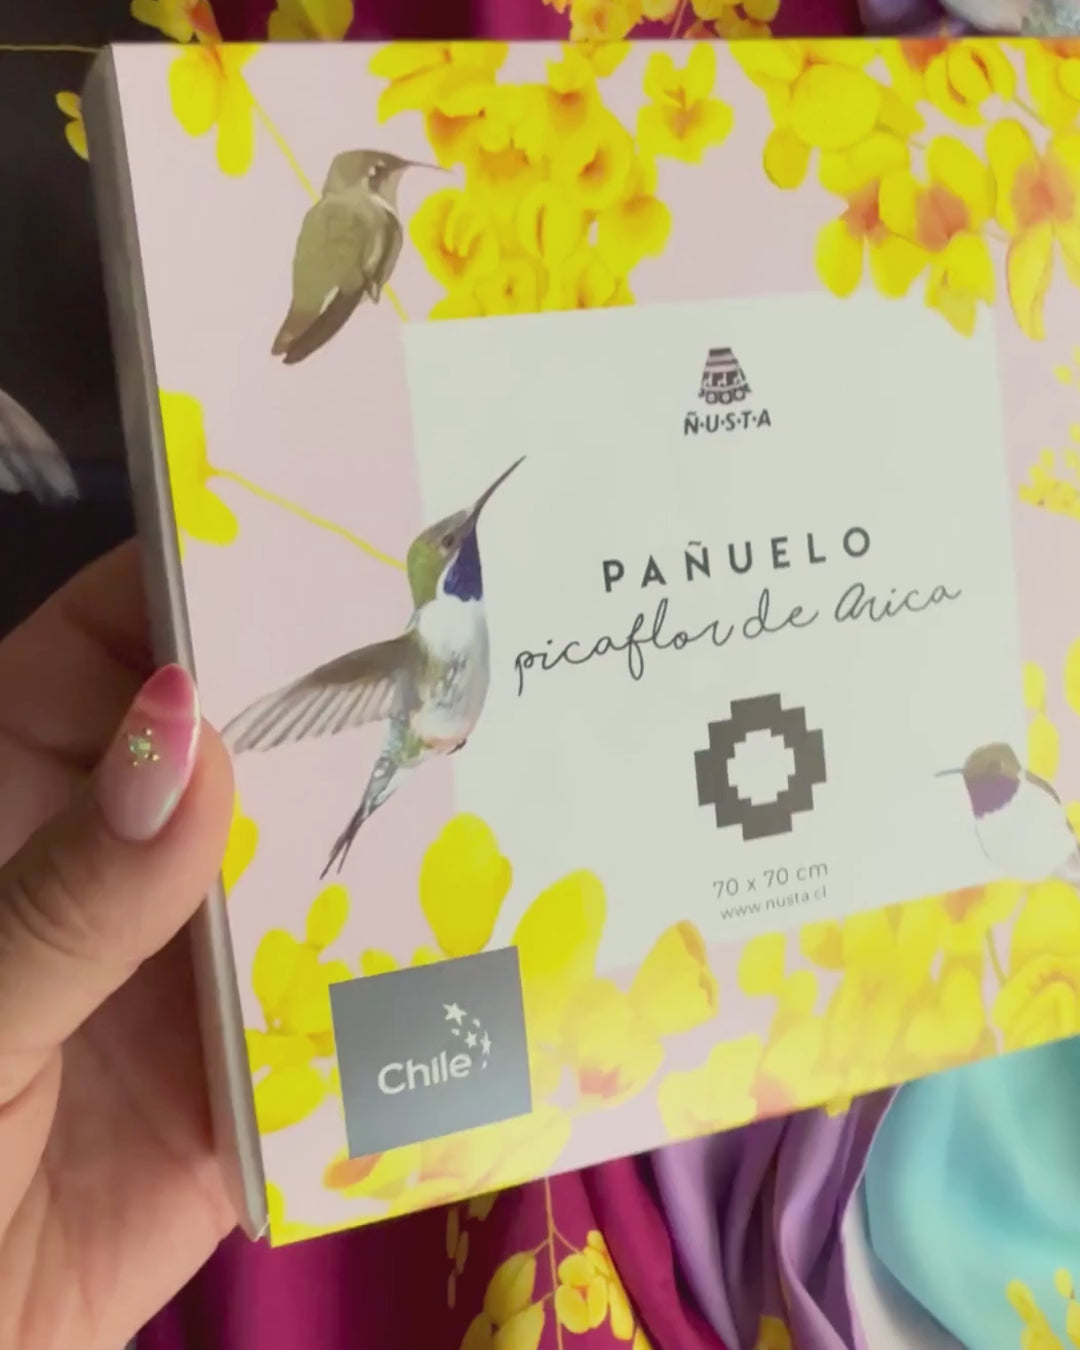 Ñ·U·S·T·A
PAÑUELO
picaflor de Arica
70 x 70 cm
www.nusta.cl
Chile